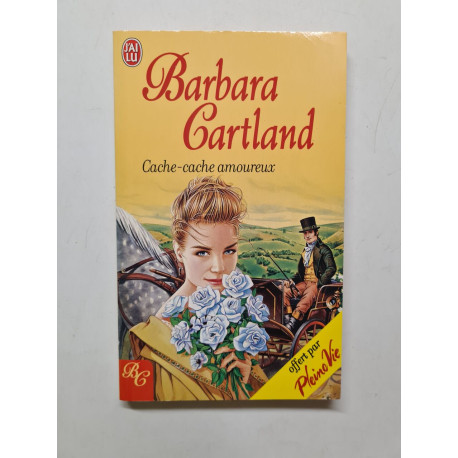 J'AI
LU
Barbara
Cartland
Cache-cache amoureux
BC
offert par
Pleine Vie